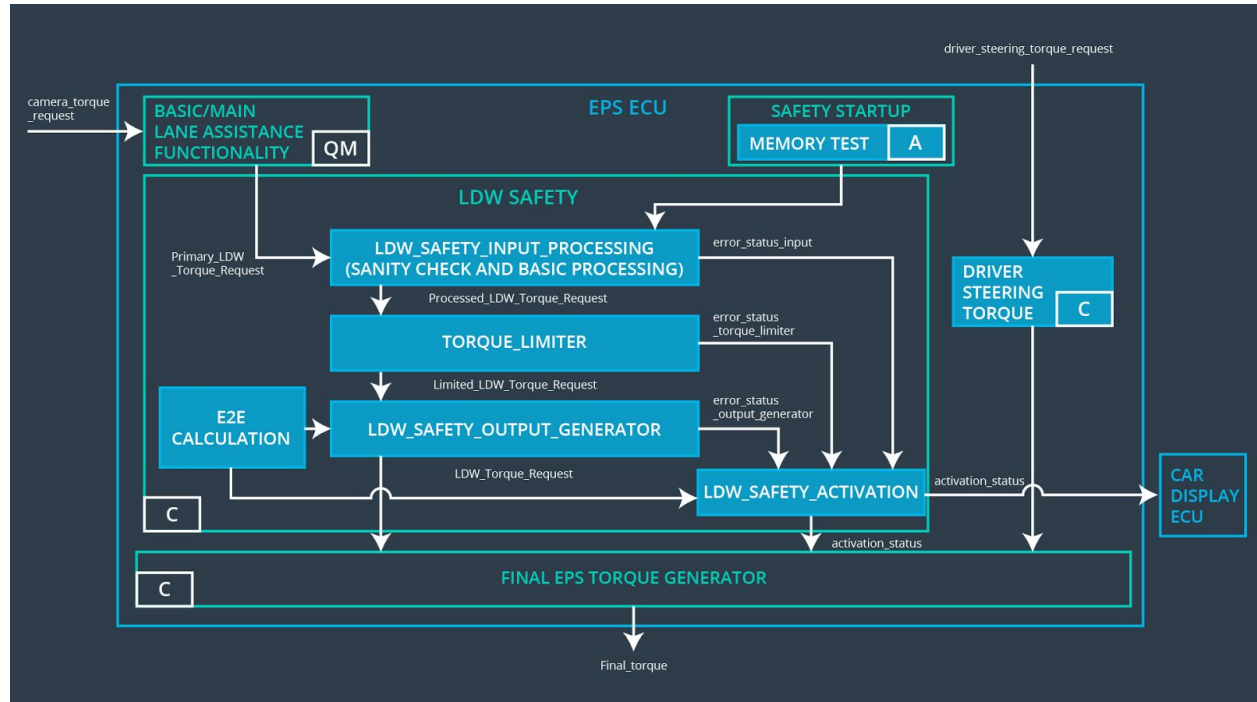 driver_steering_torque_request
camera_torque
_request
EPS ECU
BASIC/MAIN
LANE ASSISTANCE
FUNCTIONALITY
QM
SAFETY STARTUP
MEMORY TEST
A
LDW SAFETY
Primary_LDW
_Torque_Request
LDW_SAFETY_INPUT_PROCESSING
(SANITY CHECK AND BASIC PROCESSING)
error_status_input
DRIVER
STEERING
TORQUE
C
Processed_LDW_Torque_Request
TORQUE_LIMITER
error_status
_torque_limiter
Limited_LDW_Torque_Request
E2E
CALCULATION
LDW_SAFETY_OUTPUT_GENERATOR
error_status
_output_generator
LDW_Torque_Request
LDW_SAFETY_ACTIVATION
activation_status
CAR
DISPLAY
ECU
C
activation_status
C
FINAL EPS TORQUE GENERATOR
Final_torque